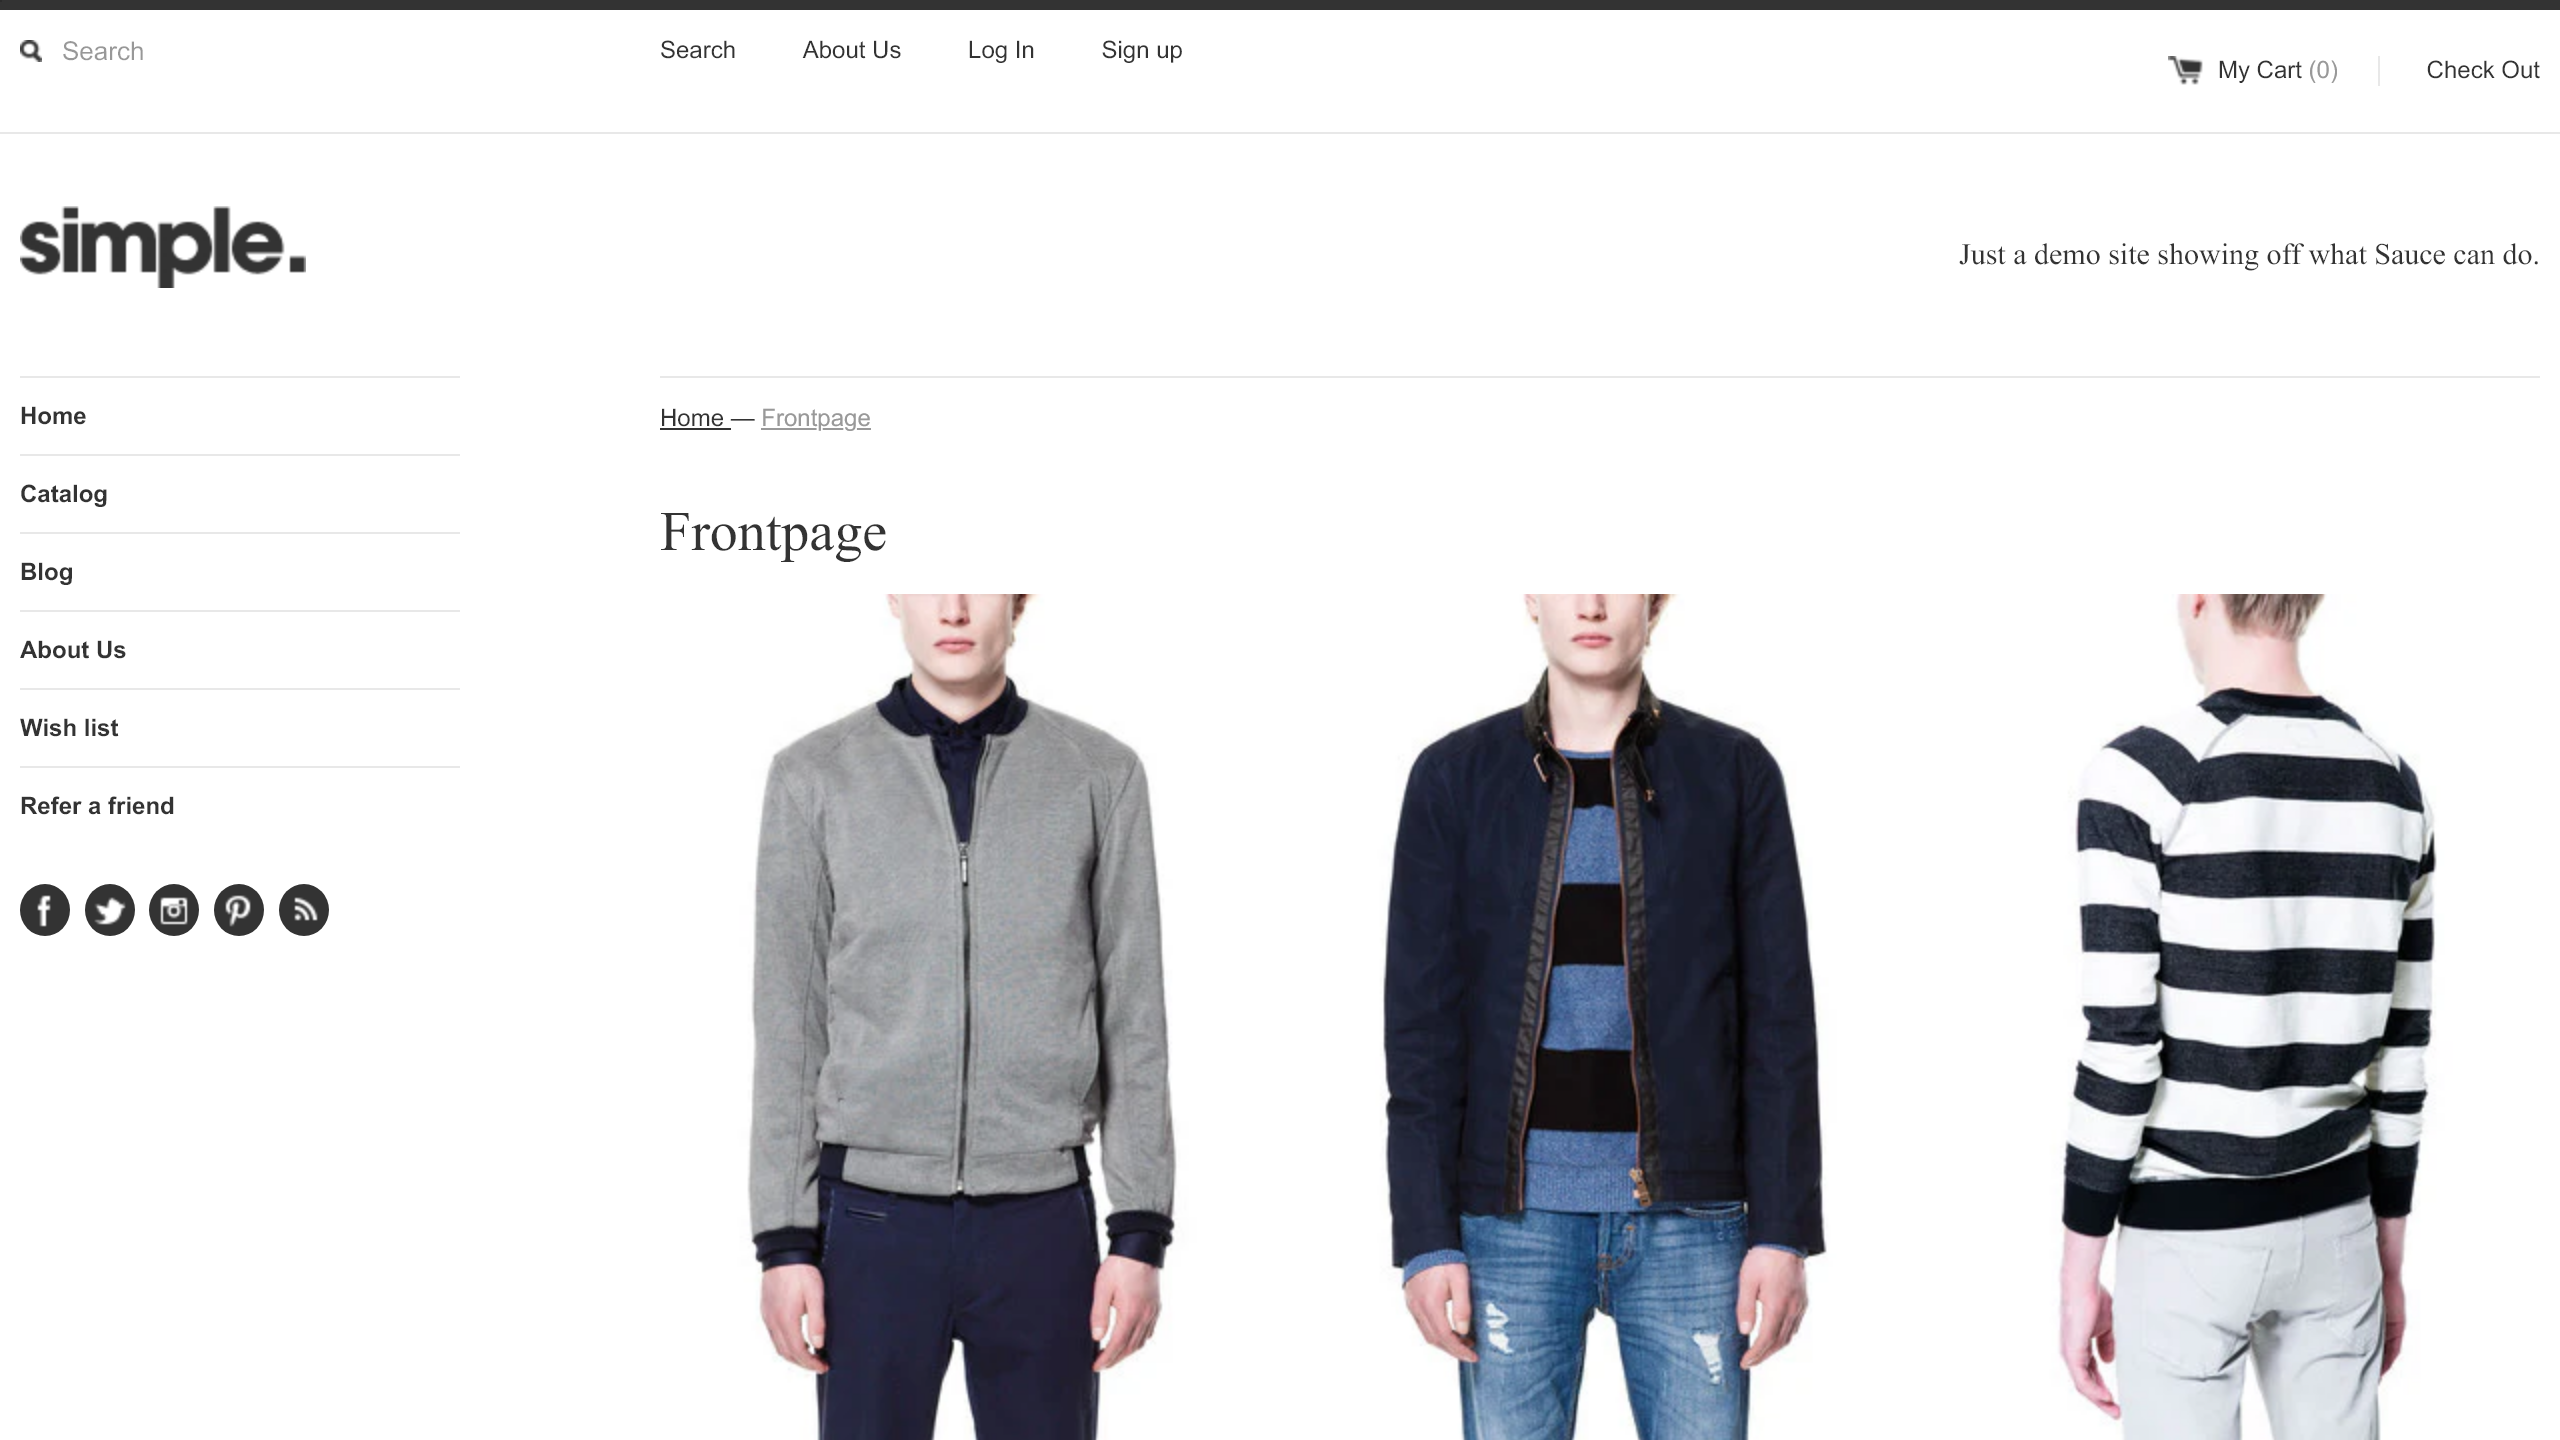 Search
Search About Us Log In Sign up
My Cart (0) Check Out
simple.
Just a demo site showing off what Sauce can do.
Home
Catalog
Blog
About Us
Wish list
Refer a friend
Home — Frontpage
Frontpage